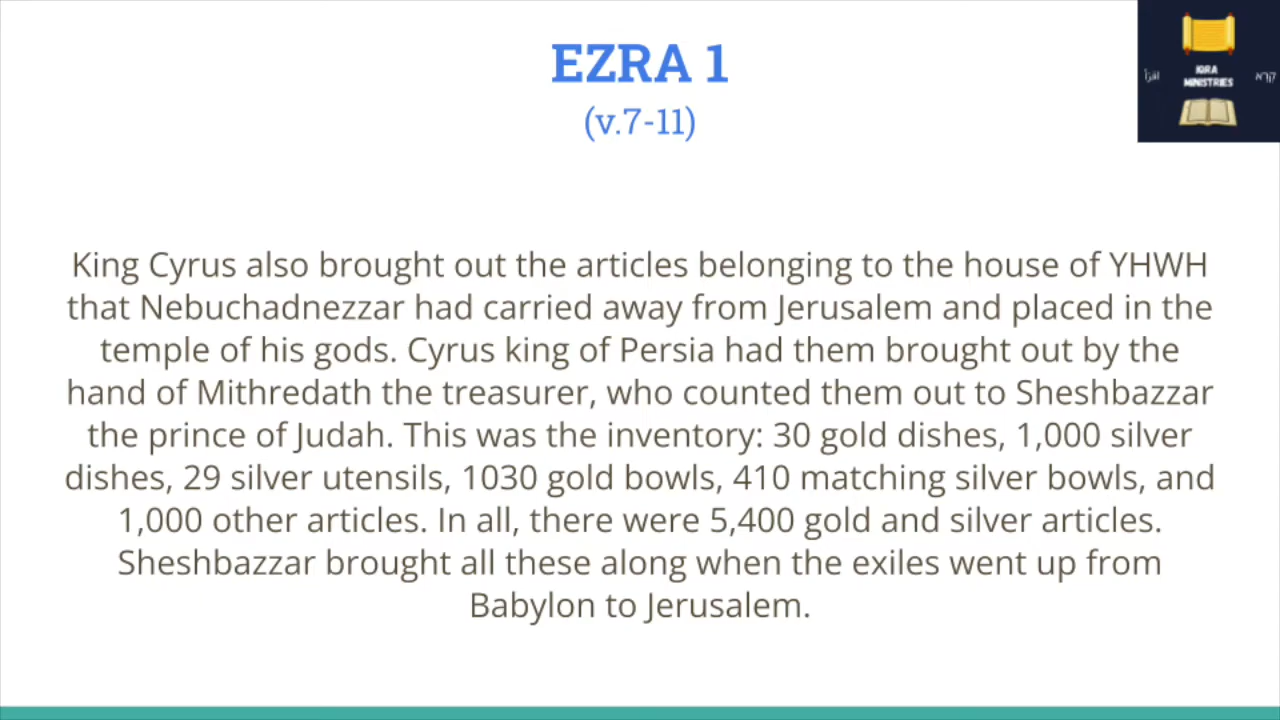 EZRA 1
(v.7-11)
IQRA
MINISTRIES
اقرأ
קרא
King Cyrus also brought out the articles belonging to the house of YHWH
that Nebuchadnezzar had carried away from Jerusalem and placed in the
temple of his gods. Cyrus king of Persia had them brought out by the
hand of Mithredath the treasurer, who counted them out to Sheshbazzar
the prince of Judah. This was the inventory: 30 gold dishes, 1,000 silver
dishes, 29 silver utensils, 1030 gold bowls, 410 matching silver bowls, and
1,000 other articles. In all, there were 5,400 gold and silver articles.
Sheshbazzar brought all these along when the exiles went up from
Babylon to Jerusalem.